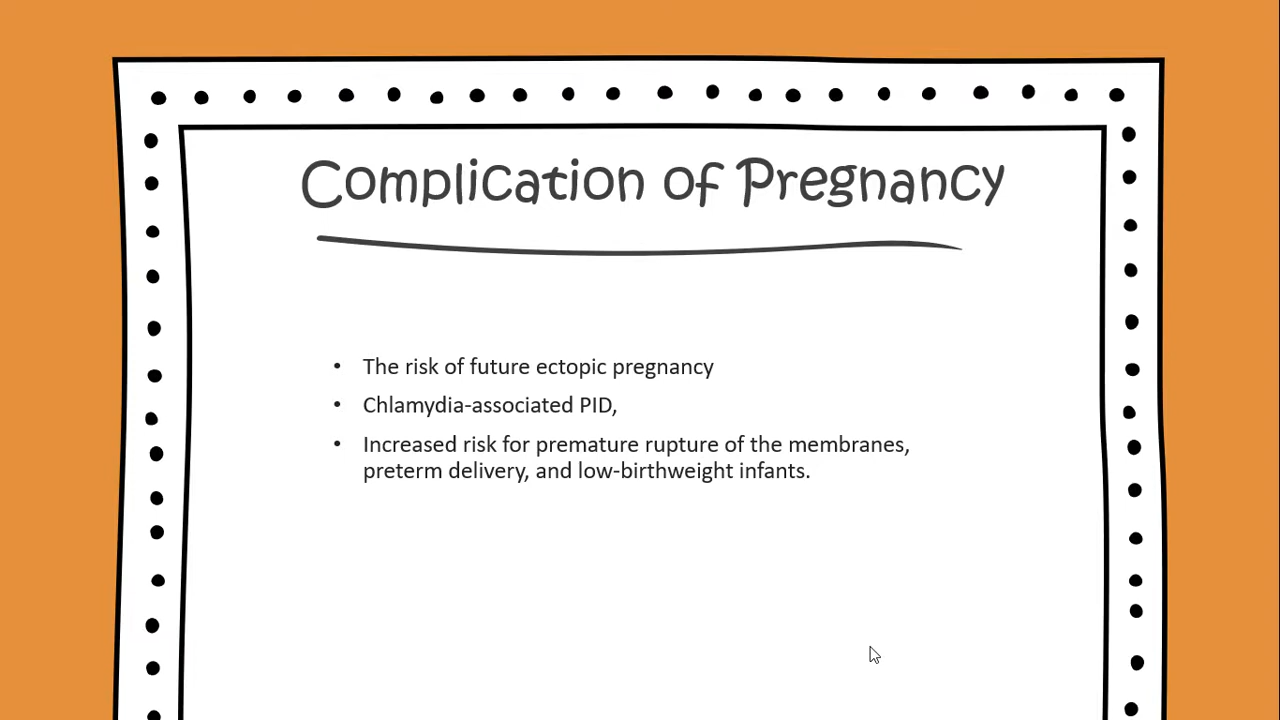 Complication of Pregnancy
• The risk of future ectopic pregnancy
• Chlamydia-associated PID,
• Increased risk for premature rupture of the membranes,
preterm delivery, and low-birthweight infants.